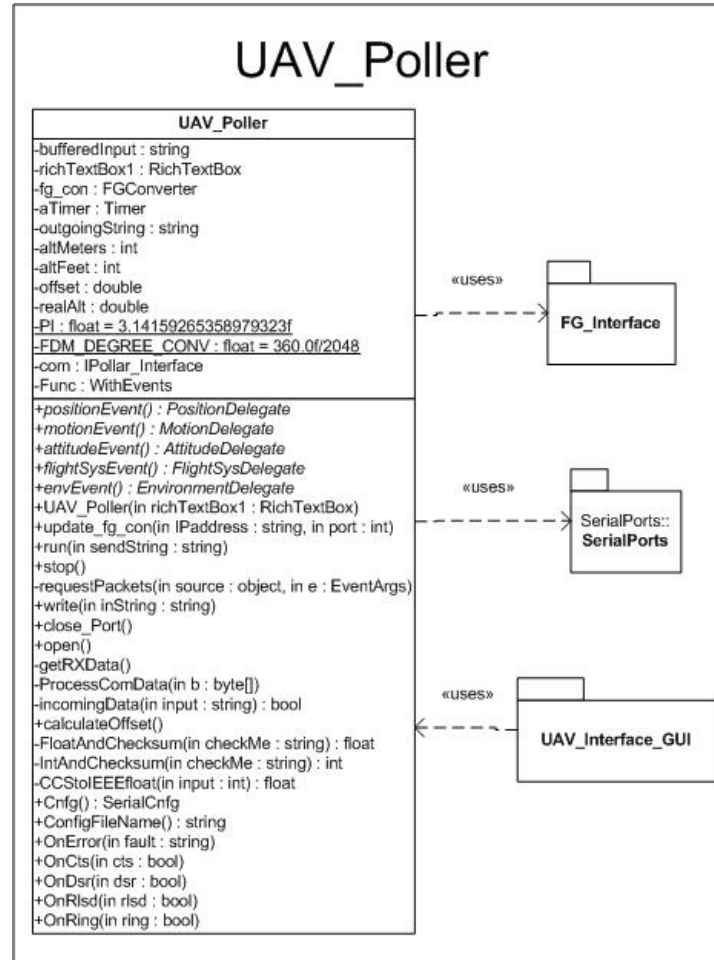 UAV_Poller
UAV_Poller
-bufferedInput : string
-richTextBox1 : RichTextBox
-fg_con : FGConverter
-aTimer : Timer
-outgoingString : string
-altMeters : int
-altFeet : int
-offset : double
-realAlt : double
-PI : float = 3.14159265358979323f
-FDM_DEGREE_CONV : float = 360.0f/2048
-com : IPollar_Interface
-Func : WithEvents
+positionEvent() : PositionDelegate
+motionEvent() : MotionDelegate
+attitudeEvent() : AttitudeDelegate
+flightSysEvent() : FlightSysDelegate
+envEvent() : EnvironmentDelegate
+UAV_Poller(in richTextBox1 : RichTextBox)
+update_fg_con(in IPaddress : string, in port : int)
+run(in sendString : string)
+stop()
-requestPackets(in source : object, in e : EventArgs)
+write(in inString : string)
+close_Port()
+open()
-getRXData()
-ProcessComData(in b : byte[])
-incomingData(in input : string) : bool
+calculateOffset()
-FloatAndChecksum(in checkMe : string) : float
-IntAndChecksum(in checkMe : string) : int
-CCStoIEEEfloat(in input : int) : float
+Cnfg() : SerialCnfg
+ConfigFileName() : string
+OnError(in fault : string)
+OnCts(in cts : bool)
+OnDsr(in dsr : bool)
+OnRlsd(in rlsd : bool)
+OnRing(in ring : bool)
«uses»
FG_Interface
«uses»
SerialPorts::
SerialPorts
«uses»
UAV_Interface_GUI